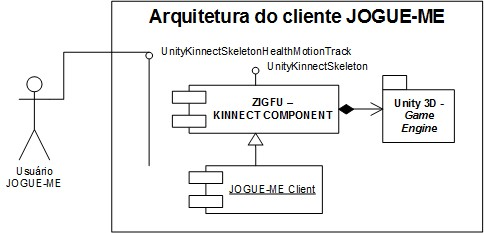 Arquitetura do cliente JOGUE-ME
UnityKinnectSkeletonHealthMotionTrack
UnityKinnectSkeleton
ZIGFU –
KINNECT COMPONENT
Unity 3D -
Game
Engine
Usuário
JOGUE-ME
JOGUE-ME Client